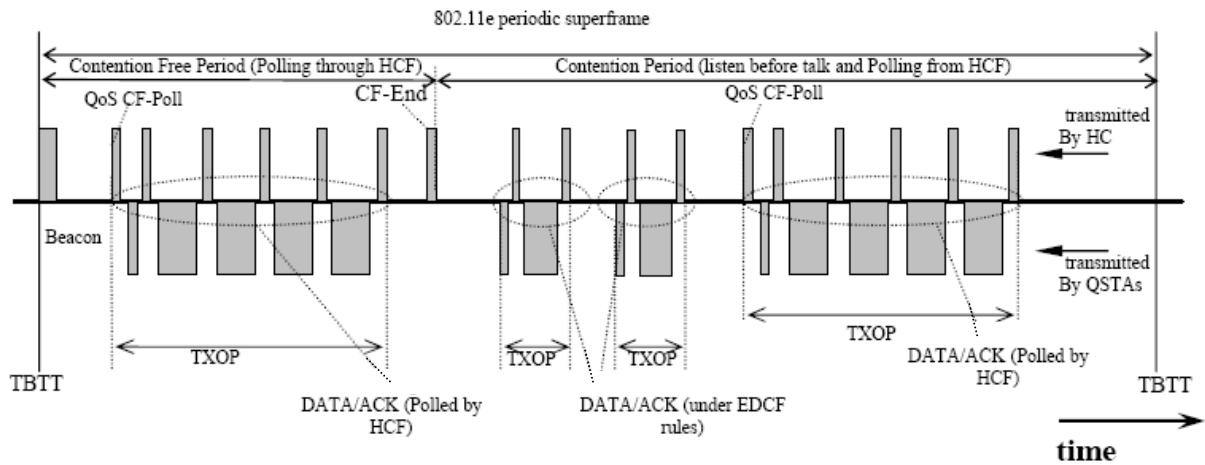 802.11e periodic superframe
Contention Free Period (Polling through HCF)
Contention Period (listen before talk and Polling from HCF)
QoS CF-Poll
CF-End
QoS CF-Poll
transmitted
By HC
Beacon
transmitted
By QSTAs
TXOP
TXOP
TXOP
TXOP
TBTT
DATA/ACK (Polled by
HCF)
DATA/ACK (under EDCF
rules)
DATA/ACK (Polled by
HCF)
TBTT
time